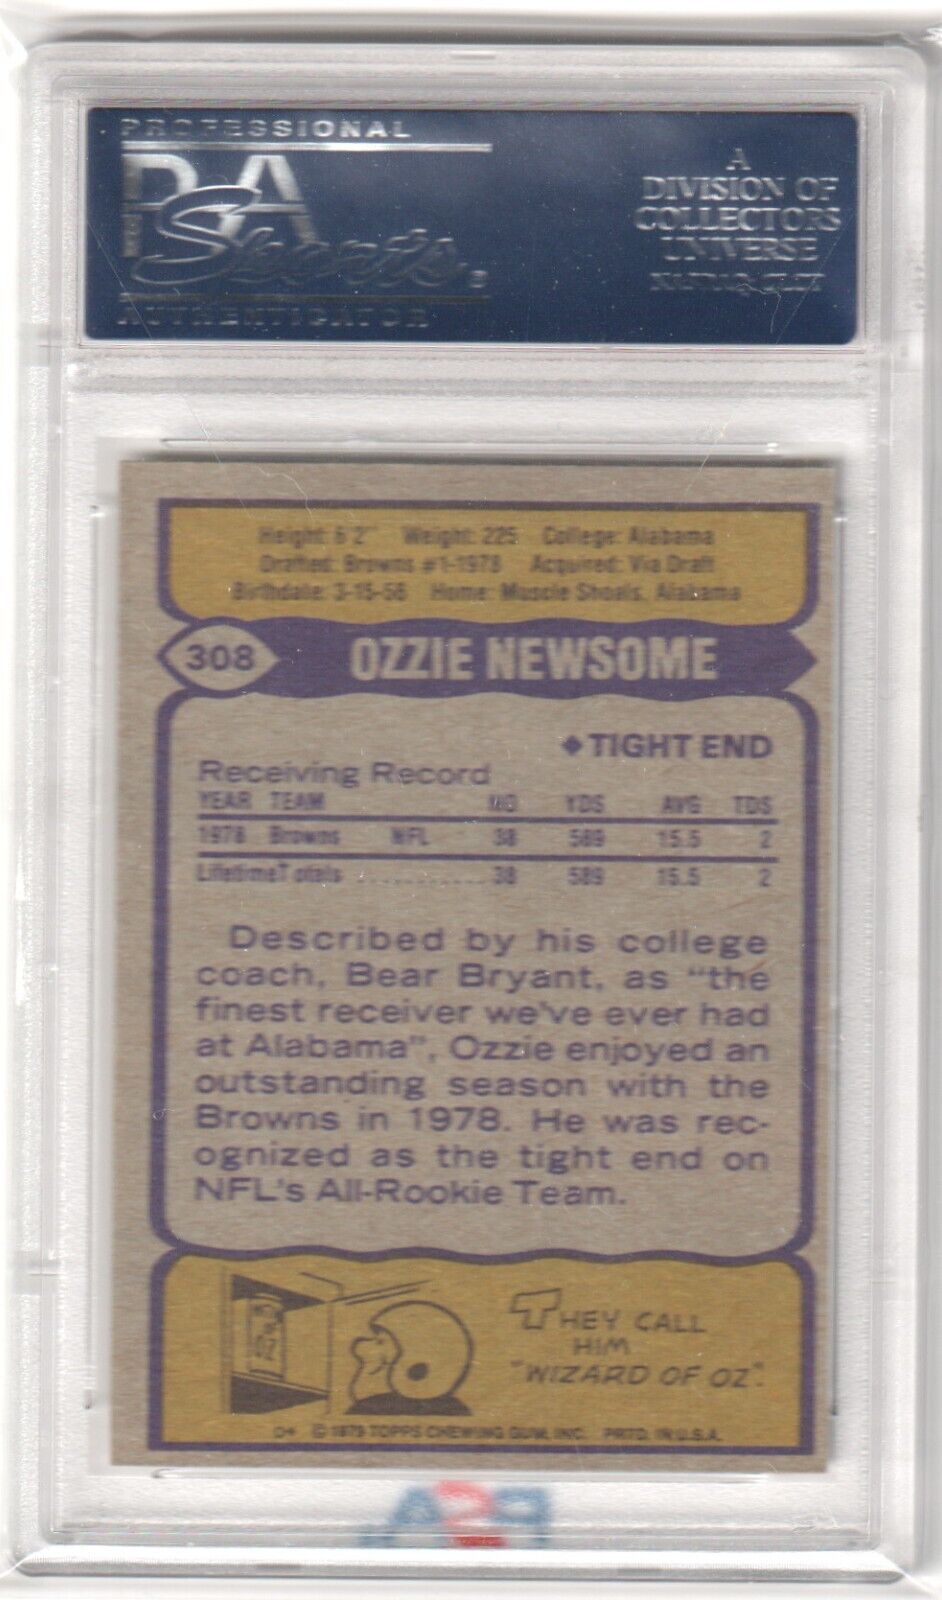 PROFESSIONAL
PSA
Sports
AUTHENTICATOR
A
DIVISION OF
COLLECTORS
UNIVERSE
Height: 6'2" Weight: 225 College: Alabama
Drafted: Browns #1-1978 Acquired: Via Draft
Birthdate: 3-15-56 Home: Muscle Shoals, Alabama
308 OZZIE NEWSOME
◆TIGHT END
Receiving Record
YEAR TEAM NO YDS AVG TDS
1978 Browns NFL 38 589 15.5 2
Lifetime Totals ............ 38 589 15.5 2
Described by his college
coach, Bear Bryant, as "the
finest receiver we've ever had
at Alabama", Ozzie enjoyed an
outstanding season with the
Browns in 1978. He was rec-
ognized as the tight end on
NFL's All-Rookie Team.
THEY CALL
HIM
"WIZARD OF OZ".
D* © 1979 TOPPS CHEWING GUM, INC. PRTD. IN U.S.A.